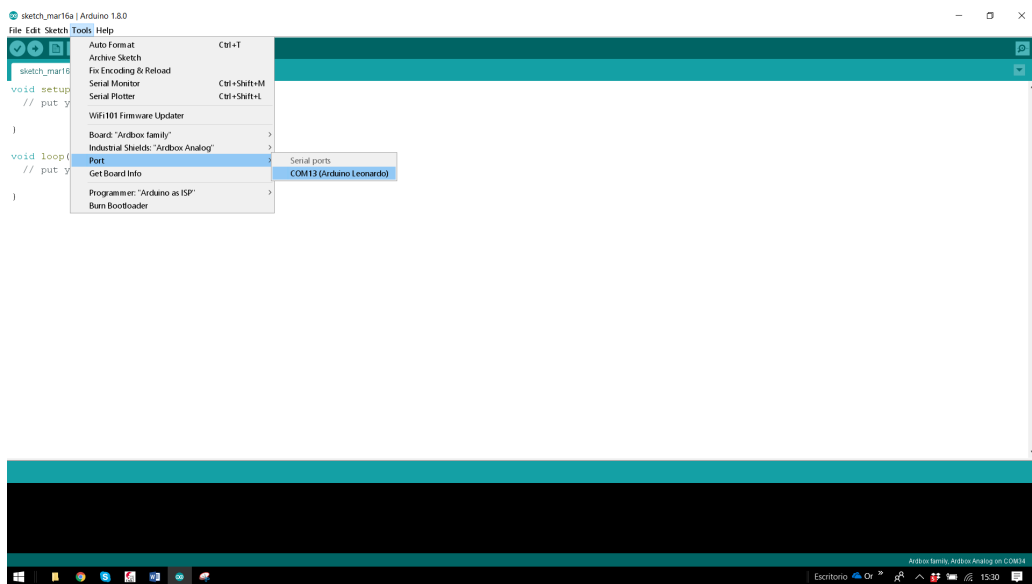 sketch_mar16a | Arduino 1.8.0
File Edit Sketch Tools Help
sketch_mar16
Auto Format Ctrl+T
Archive Sketch
Fix Encoding & Reload
Serial Monitor Ctrl+Shift+M
Serial Plotter Ctrl+Shift+L
WiFi101 Firmware Updater
Board: "Ardbox family"
Industrial Shields: "Ardbox Analog"
Port
Get Board Info
Programmer: "Arduino as ISP"
Burn Bootloader
Serial ports
COM13 (Arduino Leonardo)
void setup
// put y
}
void loop(
// put y
}
Ardbox family, Ardbox Analog on COM34
Escritorio Or » 15:30